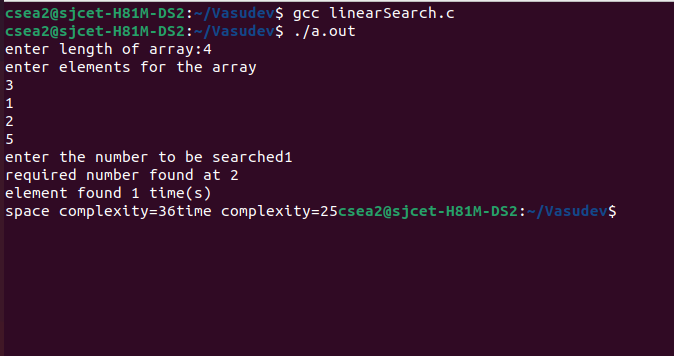 csea2@sjcet-H81M-DS2:~/Vasudev$ gcc linearSearch.c
csea2@sjcet-H81M-DS2:~/Vasudev$ ./a.out
enter length of array:4
enter elements for the array
3
1
2
5
enter the number to be searched1
required number found at 2
element found 1 time(s)
space complexity=36time complexity=25csea2@sjcet-H81M-DS2:~/Vasudev$